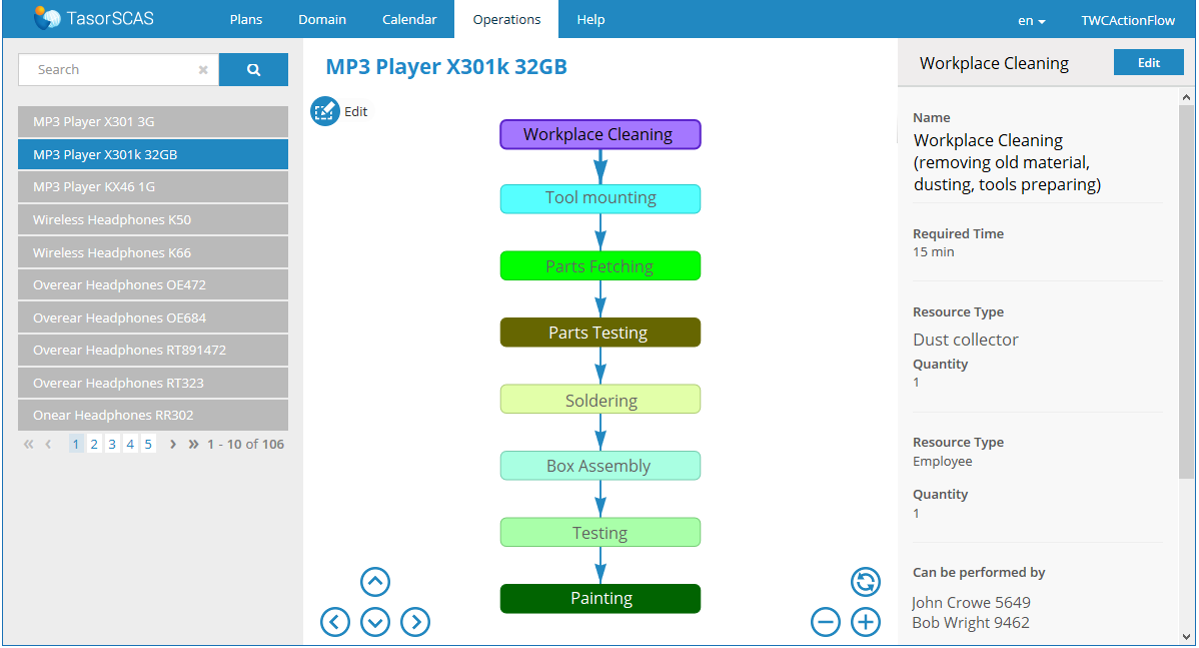 TasorSCAS
Plans
Domain
Calendar
Operations
Help
en
TWCActionFlow
Search
MP3 Player X301 3G
MP3 Player X301k 32GB
MP3 Player KX46 1G
Wireless Headphones K50
Wireless Headphones K66
Overear Headphones OE472
Overear Headphones OE684
Overear Headphones RT891472
Overear Headphones RT323
Onear Headphones RR302
« ‹ 1 2 3 4 5 › » 1 - 10 of 106
MP3 Player X301k 32GB
Edit
Workplace Cleaning
Tool mounting
Parts Fetching
Parts Testing
Soldering
Box Assembly
Testing
Painting
Workplace Cleaning
Edit
Name
Workplace Cleaning
(removing old material,
dusting, tools preparing)
Required Time
15 min
Resource Type
Dust collector
Quantity
1
Resource Type
Employee
Quantity
1
Can be performed by
John Crowe 5649
Bob Wright 9462